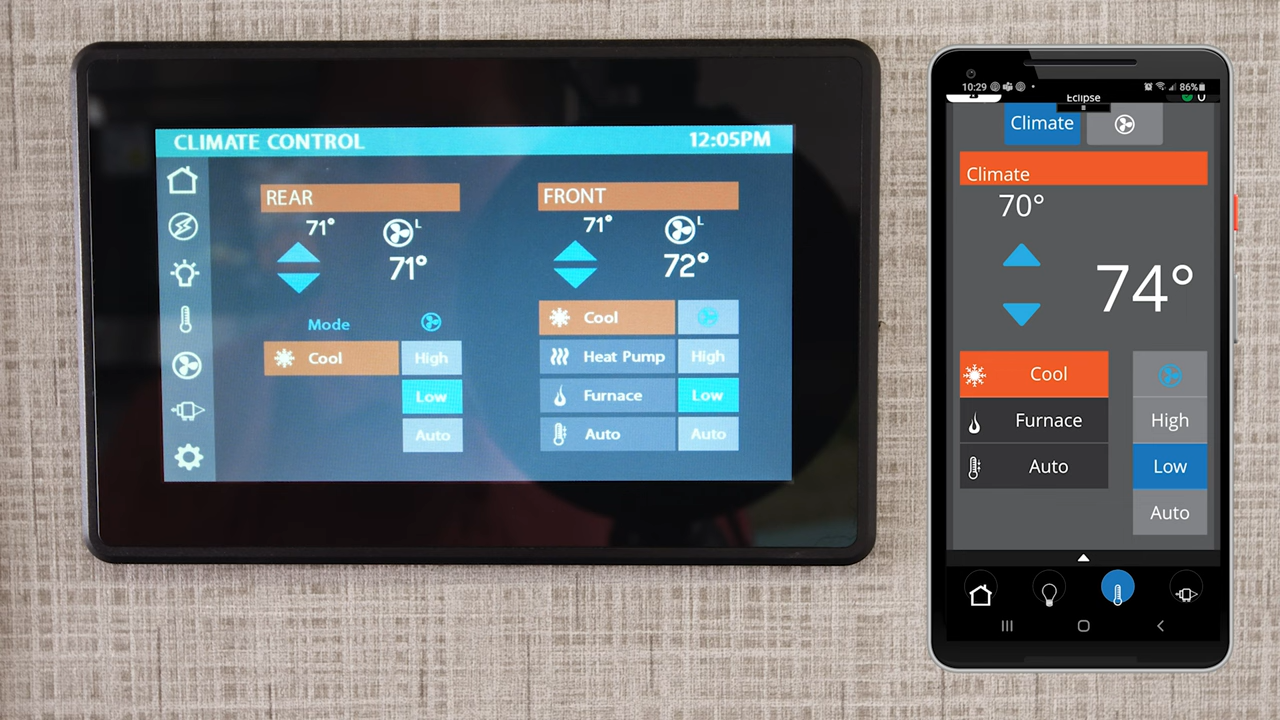 CLIMATE CONTROL 12:05PM
REAR
71° L
71°
Mode
Cool High
Low
Auto
FRONT
71° L
72°
Cool
Heat Pump High
Furnace Low
Auto Auto
10:29 86%
Eclipse 0
Climate
Climate
70°
74°
Cool
Furnace High
Auto Low
Auto